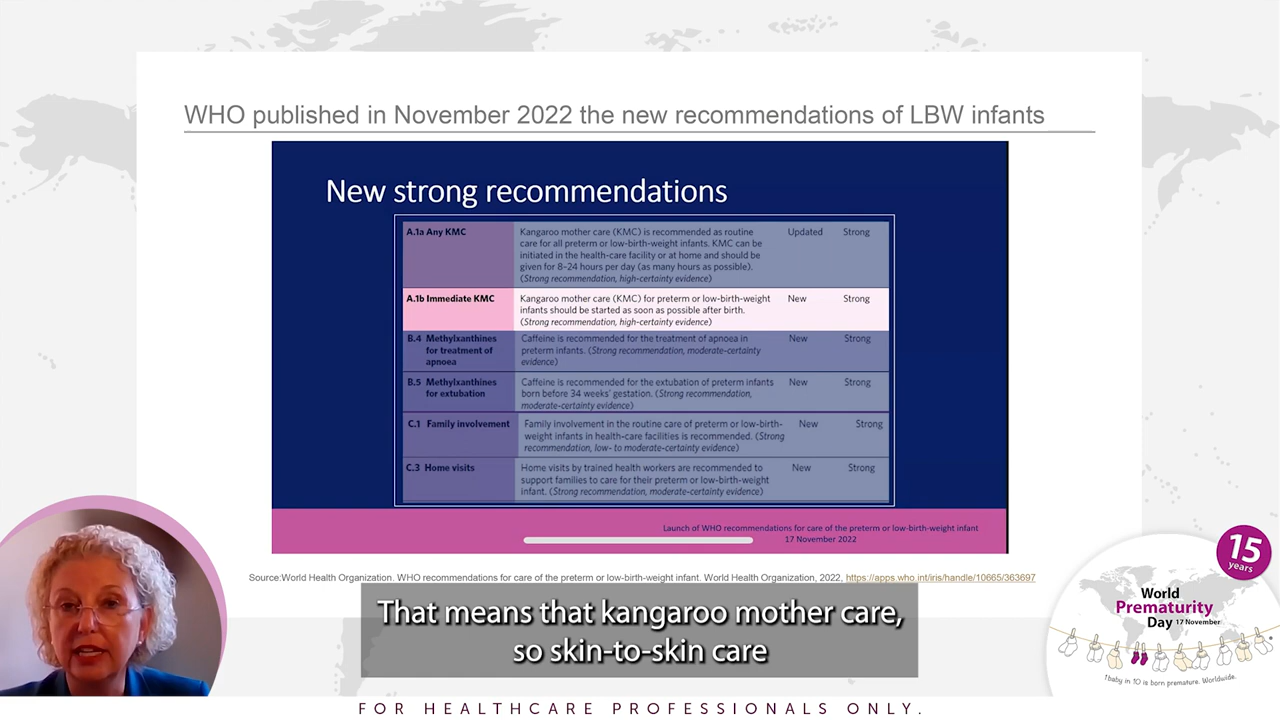 WHO published in November 2022 the new recommendations of LBW infants
New strong recommendations
A.1a Any KMC
Kangaroo mother care (KMC) is recommended as routine
care for all preterm or low-birth-weight infants. KMC can be
initiated in the health-care facility or at home and should be
given for 8–24 hours per day (as many hours as possible).
(Strong recommendation, high-certainty evidence)
Updated
Strong
A.1b Immediate KMC
Kangaroo mother care (KMC) for preterm or low-birth-weight
infants should be started as soon as possible after birth.
(Strong recommendation, high-certainty evidence)
New
Strong
B.4 Methylxanthines
for treatment of
apnoea
Caffeine is recommended for the treatment of apnoea in
preterm infants. (Strong recommendation, moderate-certainty
evidence)
New
Strong
B.5 Methylxanthines
for extubation
Caffeine is recommended for the extubation of preterm infants
born before 34 weeks' gestation. (Strong recommendation,
moderate-certainty evidence)
New
Strong
C.1 Family involvement
Family involvement in the routine care of preterm or low-birth-
weight infants in health-care facilities is recommended. (Strong
recommendation, low- to moderate-certainty evidence)
New
Strong
C.3 Home visits
Home visits by trained health workers are recommended to
support families to care for their preterm or low-birth-weight
infant. (Strong recommendation, moderate-certainty evidence)
New
Strong
Launch of WHO recommendations for care of the preterm or low-birth-weight infant
17 November 2022
Source:World Health Organization. WHO recommendations for care of the preterm or low-birth-weight infant. World Health Organization, 2022, https://apps.who.int/iris/handle/10665/363697
That means that kangaroo mother care,
so skin-to-skin care
15
years
World
Prematurity
Day 17 November
1 baby in 10 is born premature. Worldwide.
FOR HEALTHCARE PROFESSIONALS ONLY.